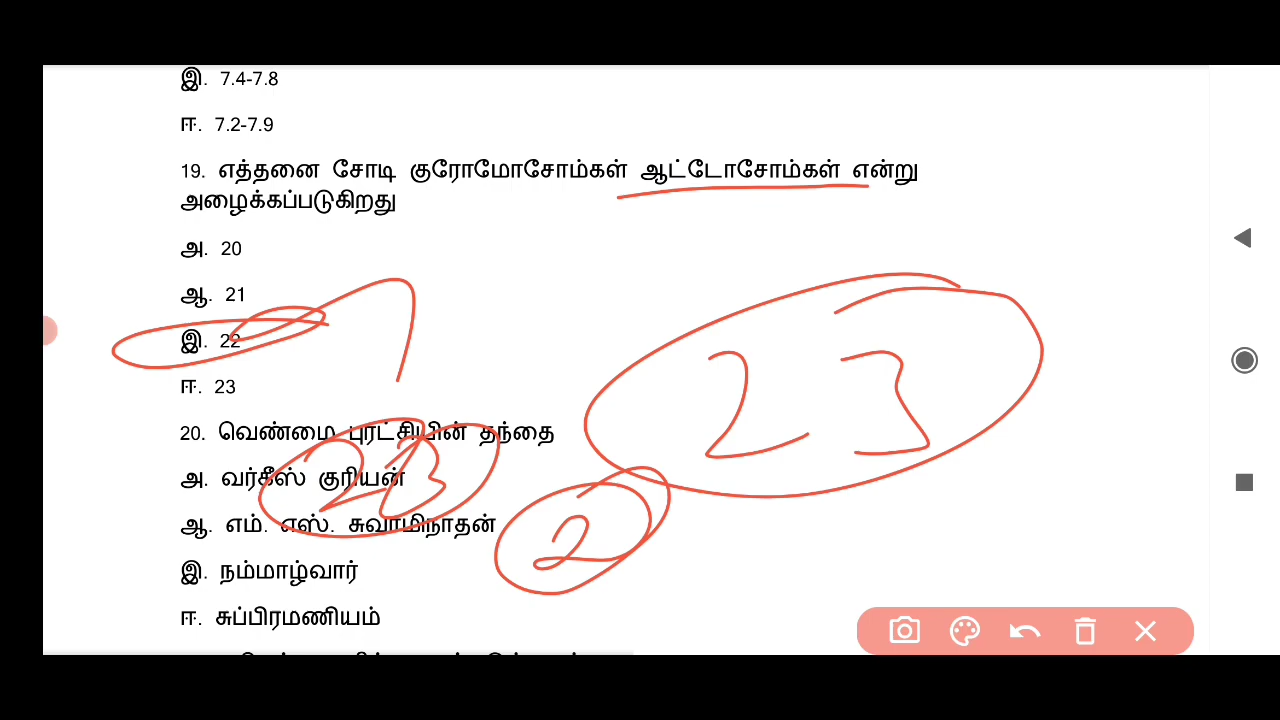 இ. 7.4-7.8
ஈ. 7.2-7.9
19. எத்தனை சோடி குரோமோசோம்கள் ஆட்டோசோம்கள் என்று
அழைக்கப்படுகிறது
அ. 20
ஆ. 21
இ. 22
ஈ. 23
23
20. வெண்மை புரட்சியின் தந்தை
அ. வர்கீஸ் குரியன்
23
ஆ. எம். எஸ். சுவாமிநாதன்
2
இ. நம்மாழ்வார்
ஈ. சுப்பிரமணியம்